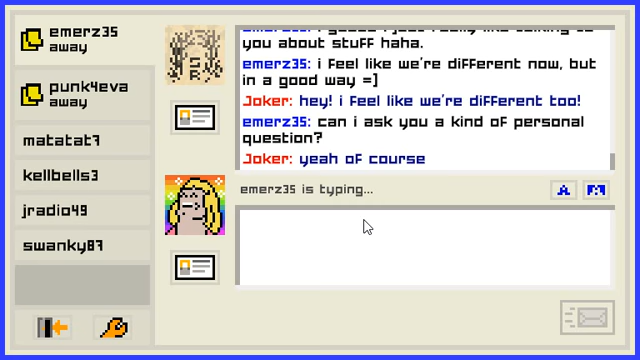 emerz35
away
punk4eva
away
matatat7
kellbells3
jradio49
swanky87
you about stuff haha.
emerz35: i feel like we're different now, but
in a good way =]
Joker: hey! i feel like we're different too!
emerz35: can i ask you a kind of personal
question?
Joker: yeah of course
emerz35 is typing...
A